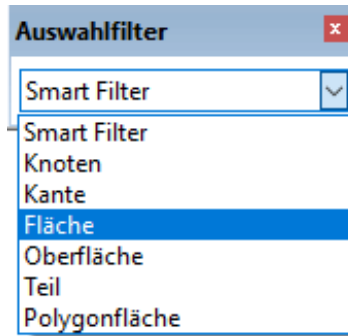 Auswahlfilter
Smart Filter
Smart Filter
Knoten
Kante
Fläche
Oberfläche
Teil
Polygonfläche